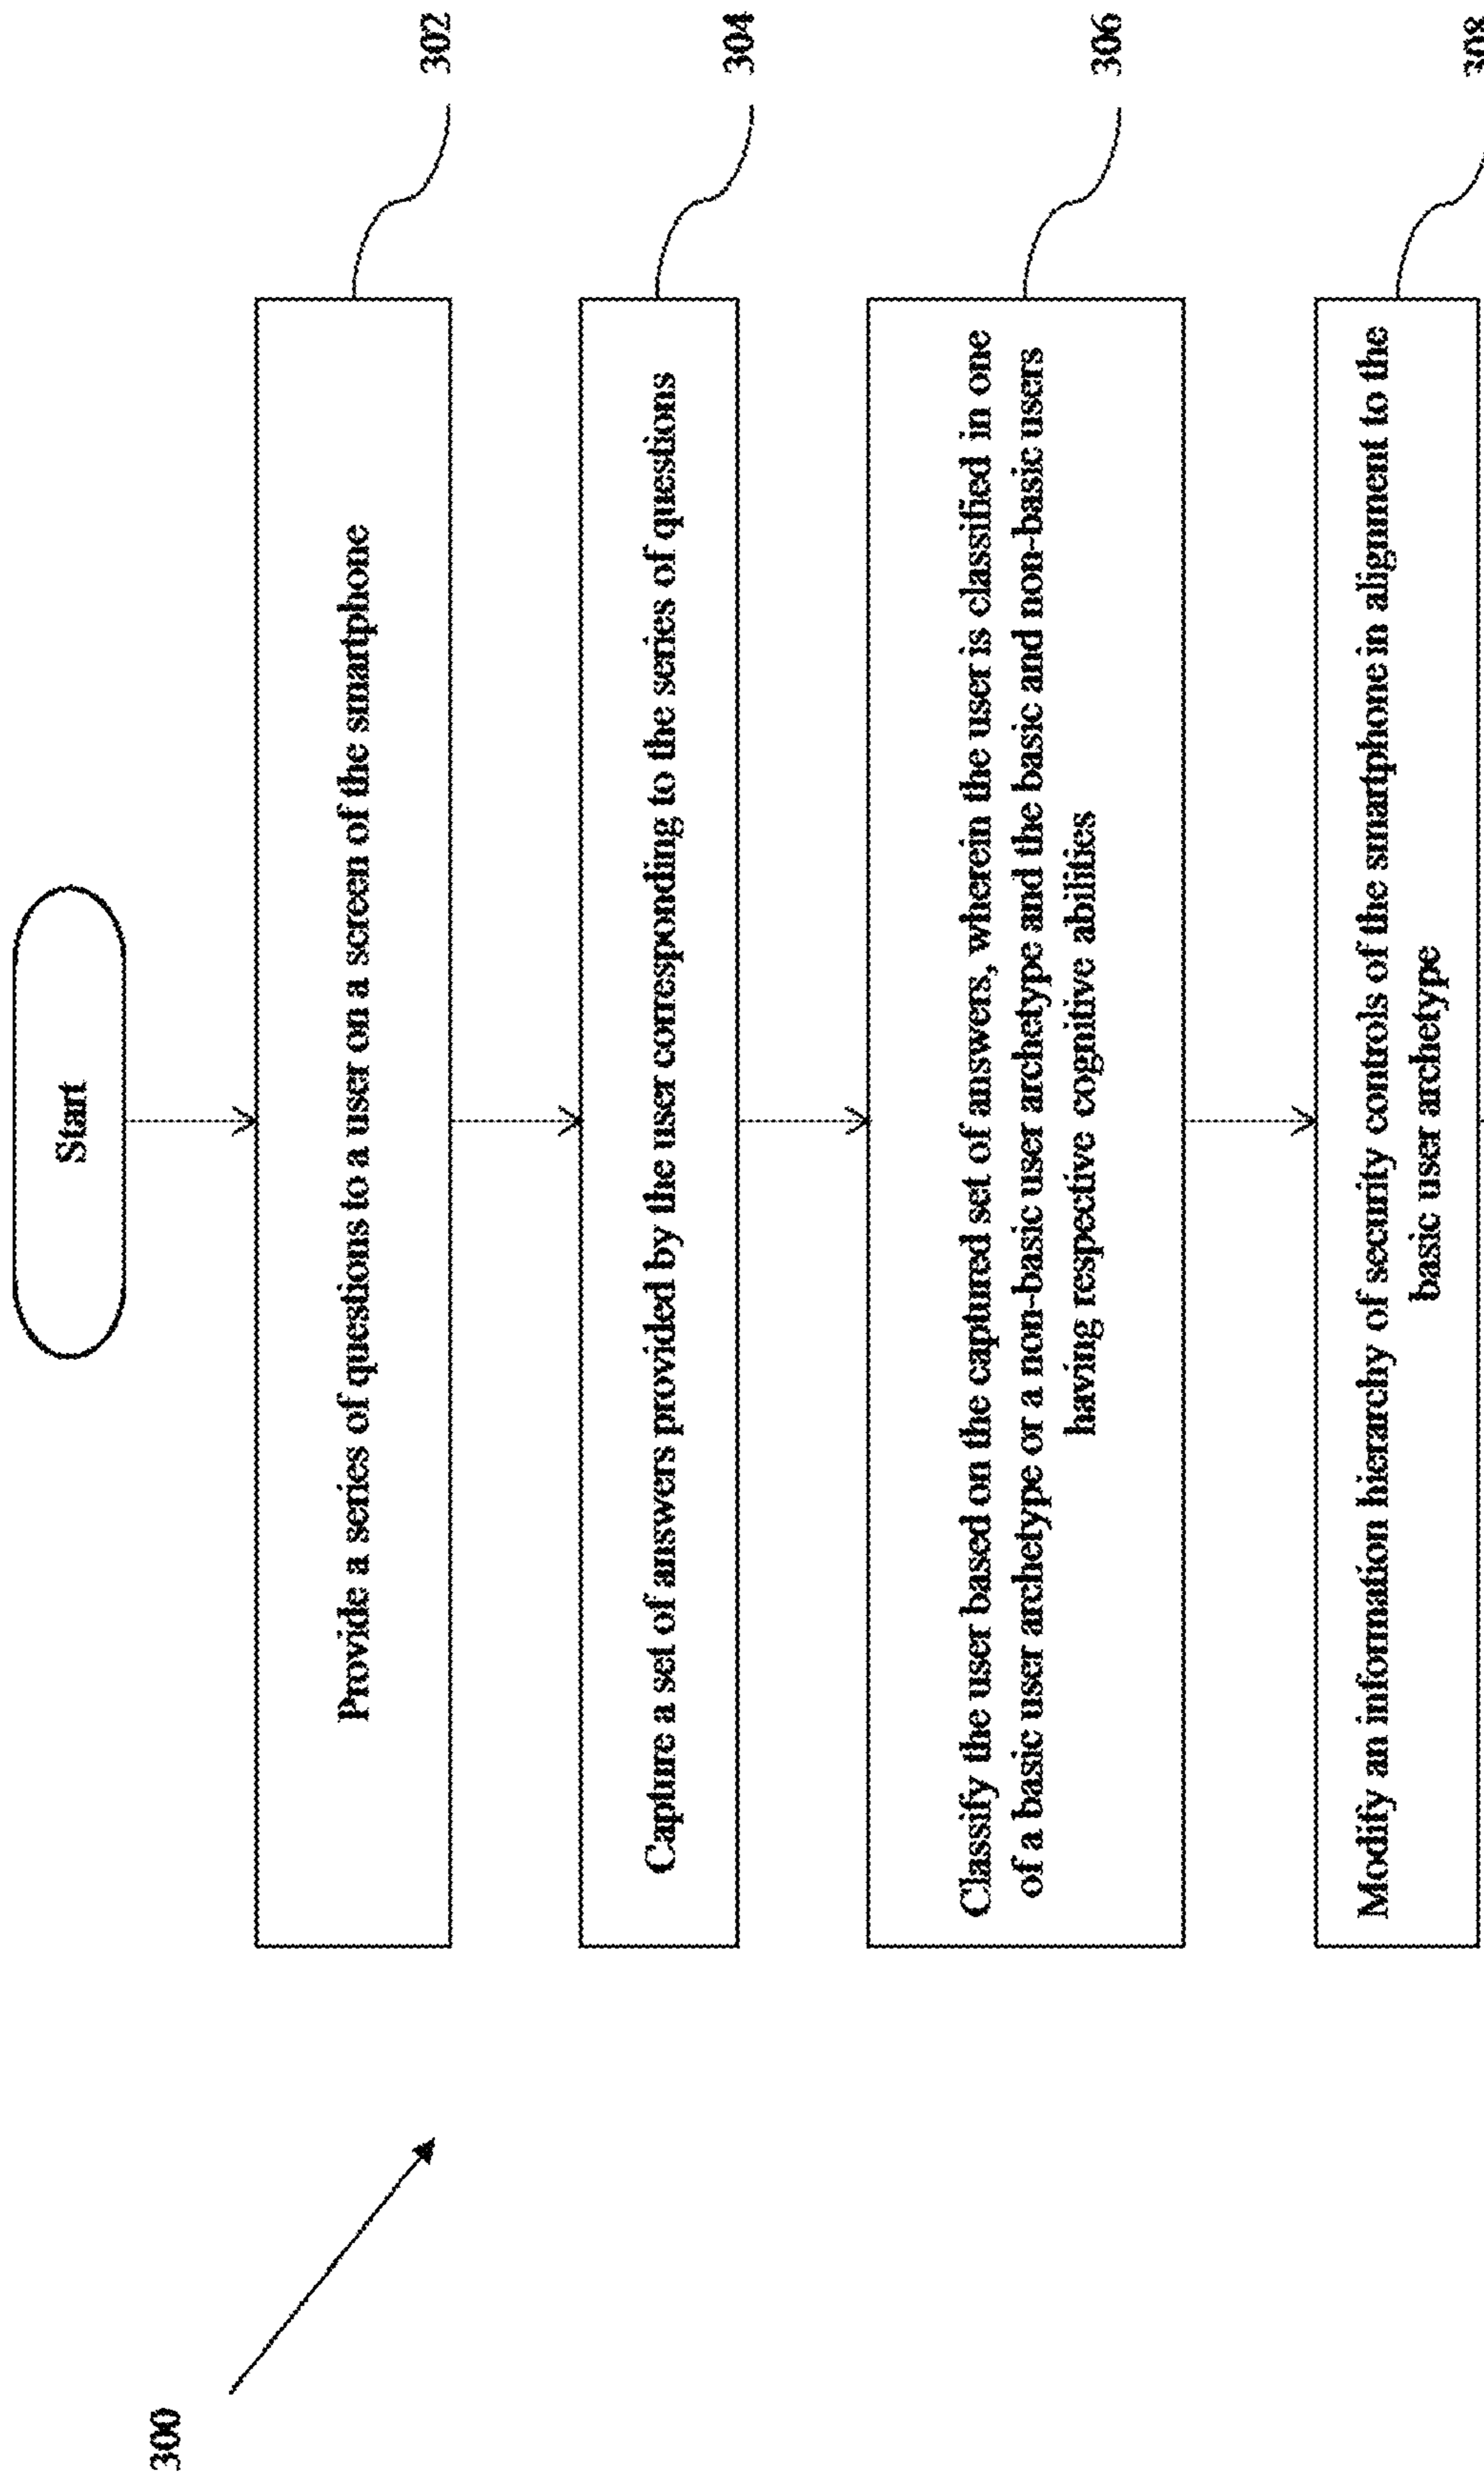 300
Start
Provide a series of questions to a user on a screen of the smartphone
302
Capture a set of answers provided by the user corresponding to the series of questions
304
Classify the user based on the captured set of answers, wherein the user is classified in one
of a basic user archetype or a non-basic user archetype and the basic and non-basic users
having respective cognitive abilities
306
Modify an information hierarchy of security controls of the smartphone in alignment to the
basic user archetype
308